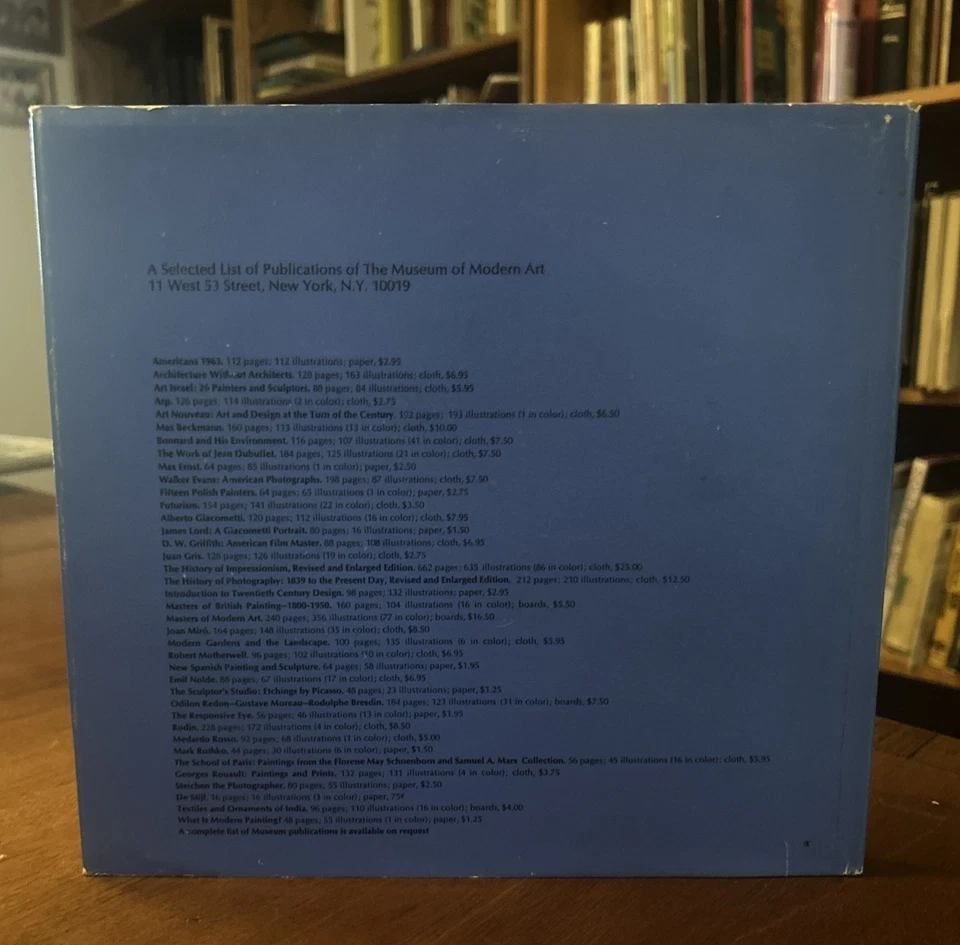 A Selected List of Publications of The Museum of Modern Art
11 West 53 Street, New York, N.Y. 10019
Americans 1963. 112 pages; 112 illustrations; paper, $2.95
Architecture Without Architects. 128 pages; 163 illustrations; cloth, $6.95
Art Israel: 26 Painters and Sculptors. 88 pages; 84 illustrations; cloth, $5.95
Arp. 126 pages; 114 illustrations (2 in color); cloth, $2.75
Art Nouveau: Art and Design at the Turn of the Century. 192 pages; 193 illustrations (1 in color); cloth, $6.50
Max Beckmann. 160 pages; 113 illustrations (13 in color); cloth, $10.00
Bonnard and His Environment. 116 pages; 107 illustrations (41 in color); cloth, $7.50
The Work of Jean Dubuffet. 184 pages, 125 illustrations (21 in color); cloth, $7.50
Max Ernst. 64 pages; 85 illustrations (1 in color); paper, $2.50
Walker Evans: American Photographs. 198 pages; 87 illustrations; cloth, $7.50
Fifteen Polish Painters. 64 pages; 65 illustrations (1 in color); paper, $2.75
Futurism. 154 pages; 141 illustrations (22 in color); cloth, $3.50
Alberto Giacometti. 120 pages; 112 illustrations (16 in color); cloth, $7.95
James Lord: A Giacometti Portrait. 80 pages; 16 illustrations; paper, $1.50
D. W. Griffith: American Film Master. 88 pages; 108 illustrations; cloth, $6.95
Juan Gris. 128 pages; 126 illustrations (19 in color); cloth, $2.75
The History of Impressionism, Revised and Enlarged Edition. 662 pages; 635 illustrations (86 in color); cloth, $25.00
The History of Photography: 1839 to the Present Day, Revised and Enlarged Edition. 212 pages; 210 illustrations; cloth, $12.50
Introduction to Twentieth Century Design. 98 pages; 132 illustrations; paper, $2.95
Masters of British Painting—1800-1950. 160 pages; 104 illustrations (16 in color); boards, $5.50
Masters of Modern Art. 240 pages; 356 illustrations (77 in color); boards, $16.50
Joan Miró. 164 pages; 148 illustrations (35 in color); cloth, $8.50
Modern Gardens and the Landscape. 100 pages; 135 illustrations (6 in color); cloth, $5.95
Robert Motherwell. 96 pages; 102 illustrations (10 in color); cloth, $6.95
New Spanish Painting and Sculpture. 64 pages; 58 illustrations; paper, $1.95
Emil Nolde. 88 pages; 67 illustrations (17 in color); cloth, $6.95
The Sculptor's Studio: Etchings by Picasso. 48 pages; 23 illustrations; paper, $1.25
Odilon Redon—Gustave Moreau—Rodolphe Bresdin. 184 pages; 123 illustrations (31 in color); boards, $7.50
The Responsive Eye. 56 pages; 46 illustrations (13 in color); paper, $1.95
Rodin. 228 pages; 172 illustrations (4 in color); cloth, $8.50
Medardo Rosso. 92 pages; 68 illustrations (1 in color); cloth, $5.00
Mark Rothko. 44 pages; 30 illustrations (6 in color); paper, $1.50
The School of Paris: Paintings from the Florene May Schoenborn and Samuel A. Marx Collection. 56 pages; 45 illustrations (16 in color); cloth, $5.95
Georges Rouault: Paintings and Prints. 132 pages; 131 illustrations (4 in color); cloth, $3.75
Steichen the Photographer. 80 pages; 55 illustrations; paper, $2.50
De Stijl. 16 pages; 16 illustrations (3 in color); paper, 75¢
Textiles and Ornaments of India. 96 pages; 110 illustrations (16 in color); boards, $4.00
What Is Modern Painting? 48 pages; 55 illustrations (1 in color); paper, $1.25
A complete list of Museum publications is available on request